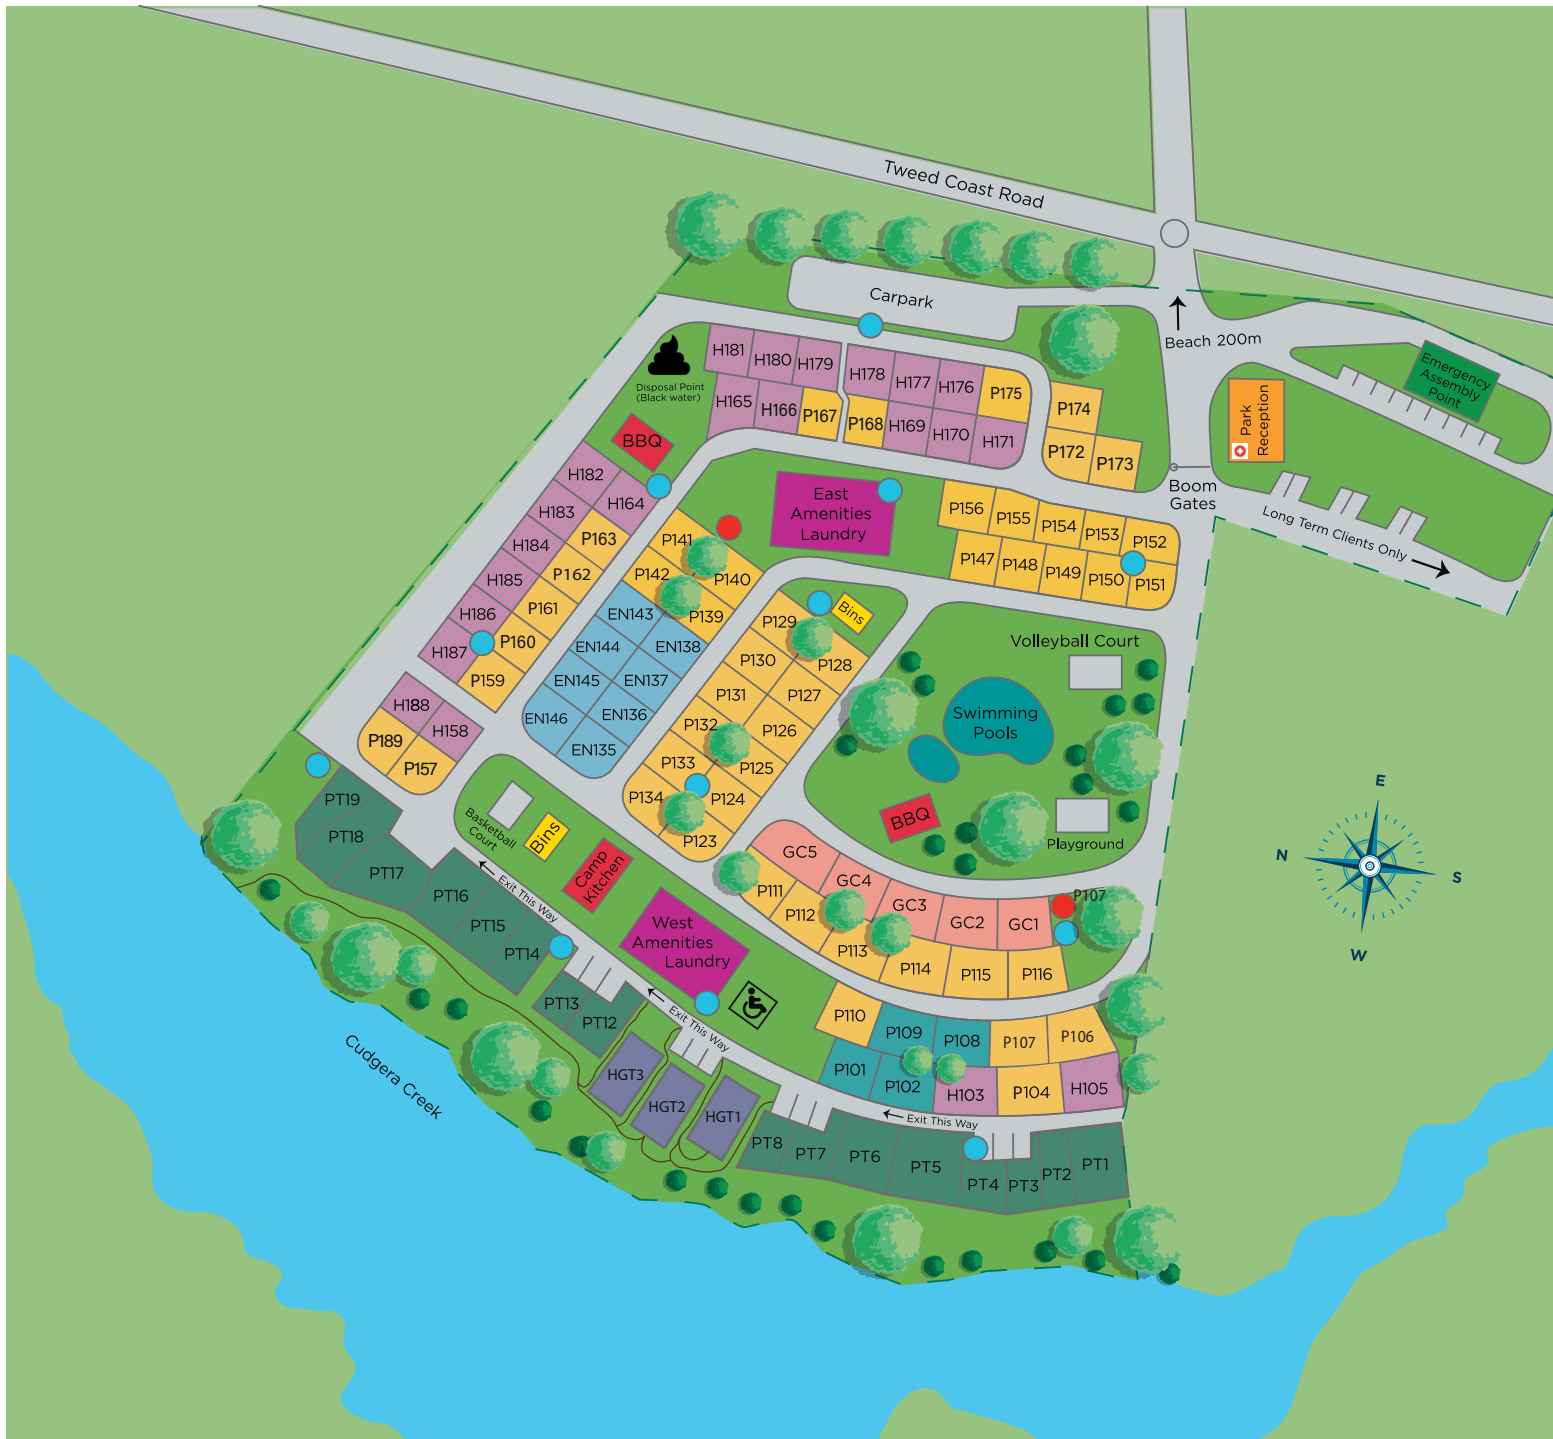 Tweed Coast Road
Carpark
Beach 200m
Emergency
Assembly
Point
Park
Reception
Boom
Gates
Long Term Clients Only
Disposal Point
(Black water)
BBQ
H181
H180
H179
H178
H177
H176
P175
H165
H166
P167
P168
H169
H170
H171
P174
P172
P173
H182
H164
H183
P163
H184
P162
H185
P161
H186
P160
H187
P159
H188
H158
P189
P157
P141
P140
P142
P139
EN143
EN138
EN144
EN137
EN145
EN136
EN146
EN135
East
Amenities
Laundry
P156
P155
P154
P153
P152
P147
P148
P149
P150
P151
Bins
P129
P128
P130
P127
P131
P126
P132
P125
P133
P124
P134
P123
Volleyball Court
Swimming
Pools
BBQ
Playground
E
N
S
W
Basketball
Court
Bins
Camp
Kitchen
West
Amenities
Laundry
Exit This Way
Exit This Way
Exit This Way
GC5
GC4
GC3
GC2
GC1
P107
P111
P112
P113
P114
P115
P116
P110
P109
P108
P107
P106
P101
P102
H103
P104
H105
PT19
PT18
PT17
PT16
PT15
PT14
PT13
PT12
HGT3
HGT2
HGT1
PT8
PT7
PT6
PT5
PT4
PT3
PT2
PT1
Cudgera Creek